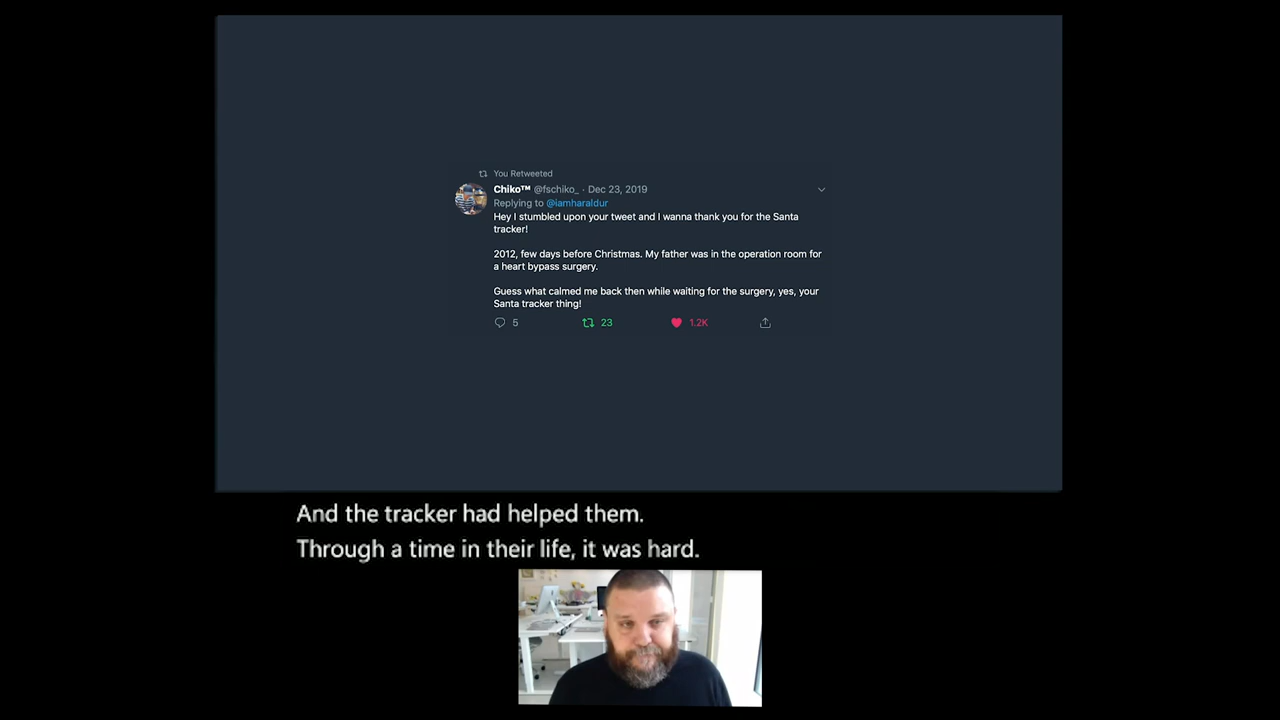 You Retweeted
Chiko™ @fschiko_ · Dec 23, 2019
Replying to @iamharaldur
Hey I stumbled upon your tweet and I wanna thank you for the Santa
tracker!
2012, few days before Christmas. My father was in the operation room for
a heart bypass surgery.
Guess what calmed me back then while waiting for the surgery, yes, your
Santa tracker thing!
5 23 1.2K
And the tracker had helped them.
Through a time in their life, it was hard.